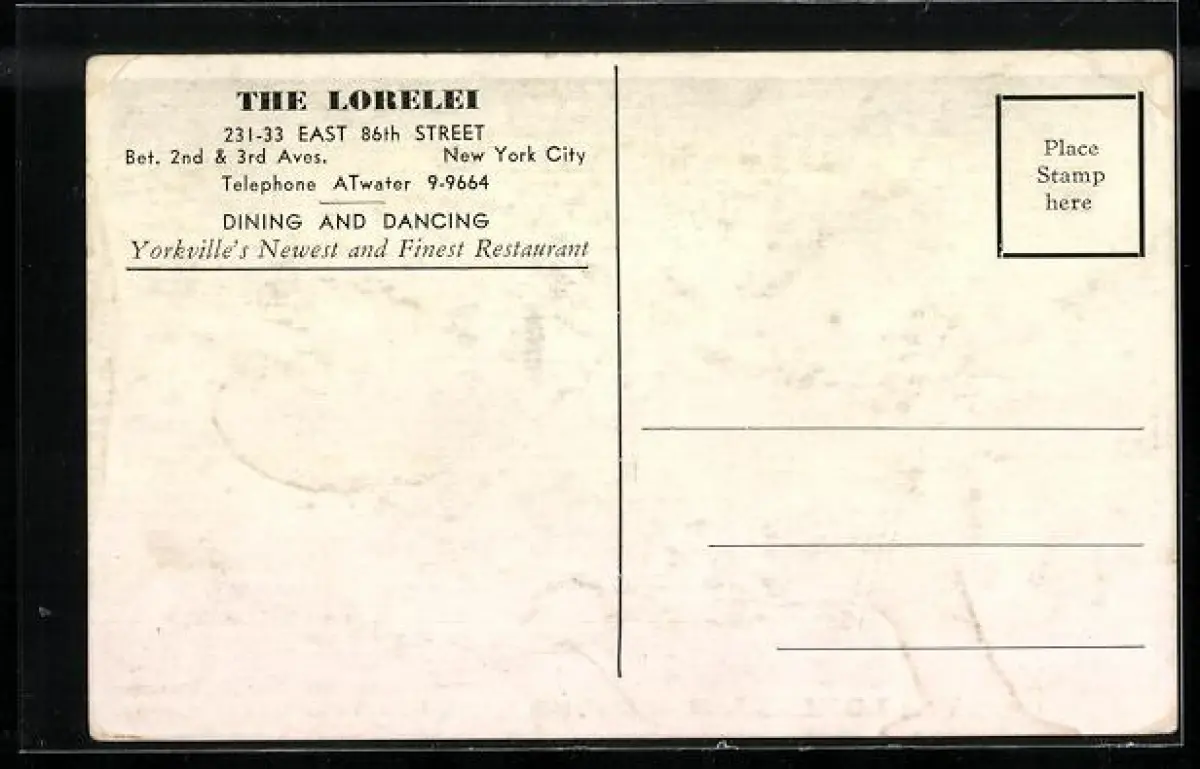 THE LORELEI
231-33 EAST 86th STREET
Bet. 2nd & 3rd Aves. New York City
Telephone ATwater 9-9664
DINING AND DANCING
Yorkville's Newest and Finest Restaurant
Place
Stamp
here